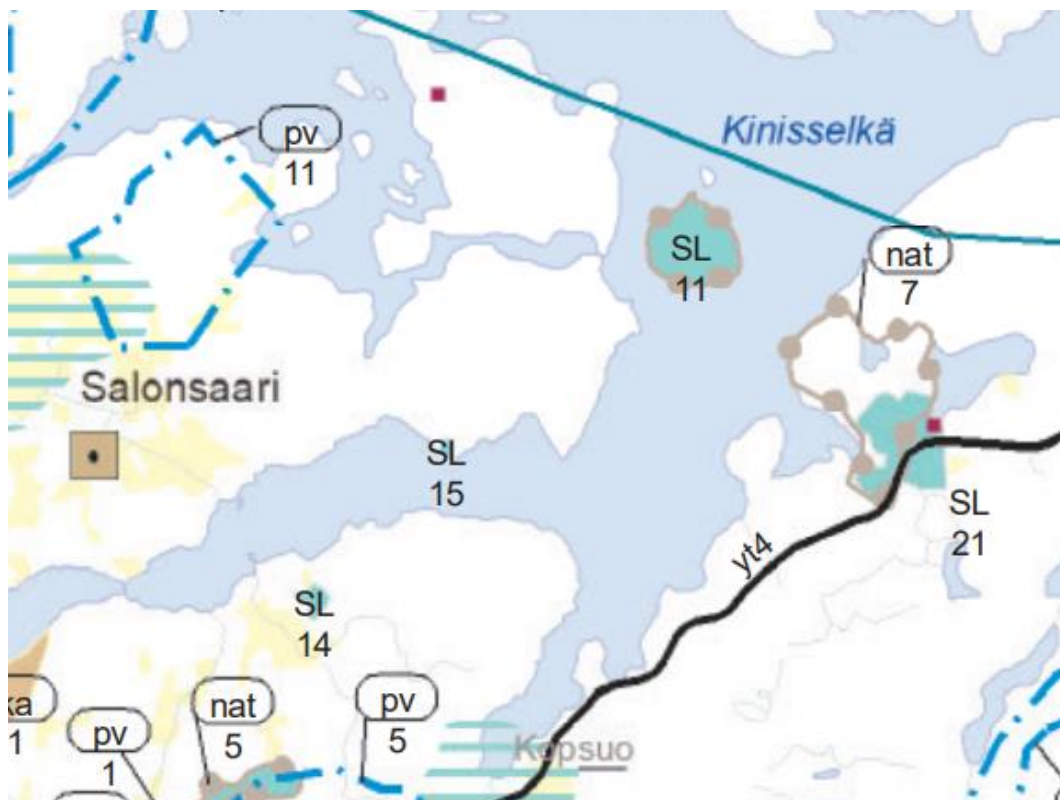 pv
11
Kinisselkä
SL
11
nat
7
Salonsaari
SL
15
SL
21
yt4
SL
14
ka
1
nat
5
pv
5
pv
1
Kopsuo